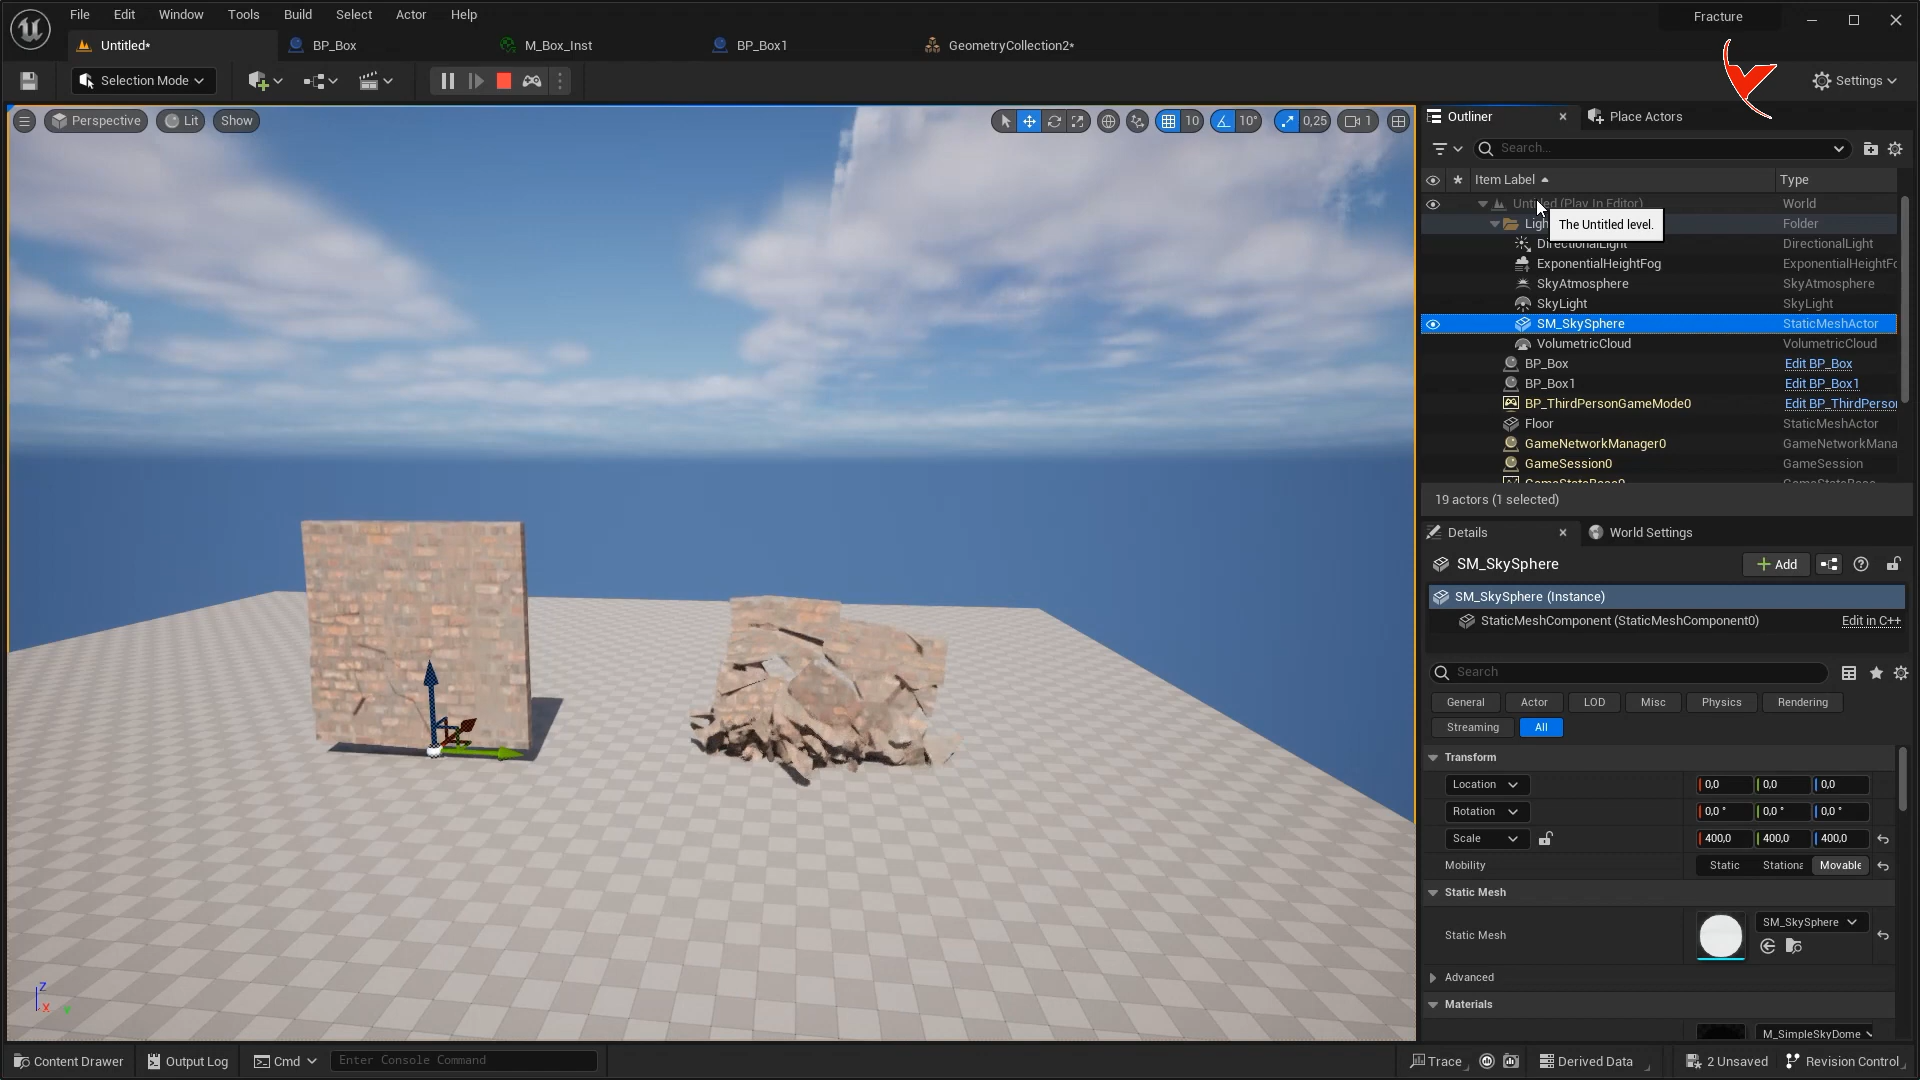 File Edit Window Tools Build Select Actor Help
Fracture
Untitled* BP_Box M_Box_Inst BP_Box1 GeometryCollection2*
Selection Mode Settings
Perspective Lit Show 10 10° 0,25 1
Outliner Place Actors
Search...
Item Label Type
(Play In Editor) World
Folder
The Untitled level.
DirectionalLight DirectionalLight
ExponentialHeightFog
SkyAtmosphere SkyAtmosphere
SkyLight SkyLight
SM_SkySphere StaticMeshActor
VolumetricCloud VolumetricCloud
BP_Box Edit BP_Box
BP_Box1 Edit BP_Box1
BP_ThirdPersonGameMode0 Edit BP_ThirdPerson
Floor StaticMeshActor
GameNetworkManager0 GameNetworkMana
GameSession0 GameSession
19 actors (1 selected)
Details World Settings
SM_SkySphere Add
SM_SkySphere (Instance)
StaticMeshComponent (StaticMeshComponent0) Edit in C++
Search
General Actor LOD Misc Physics Rendering
Streaming All
Transform
Location 0,0 0,0 0,0
Rotation 0,0 ° 0,0 ° 0,0 °
Scale 400,0 400,0 400,0
Mobility Static Stationa Movable
Static Mesh
SM_SkySphere
Static Mesh
Advanced
Materials
M_SimpleSkyDome
Z
X
Y
Content Drawer Output Log Cmd Enter Console Command Trace Derived Data 2 Unsaved Revision Control